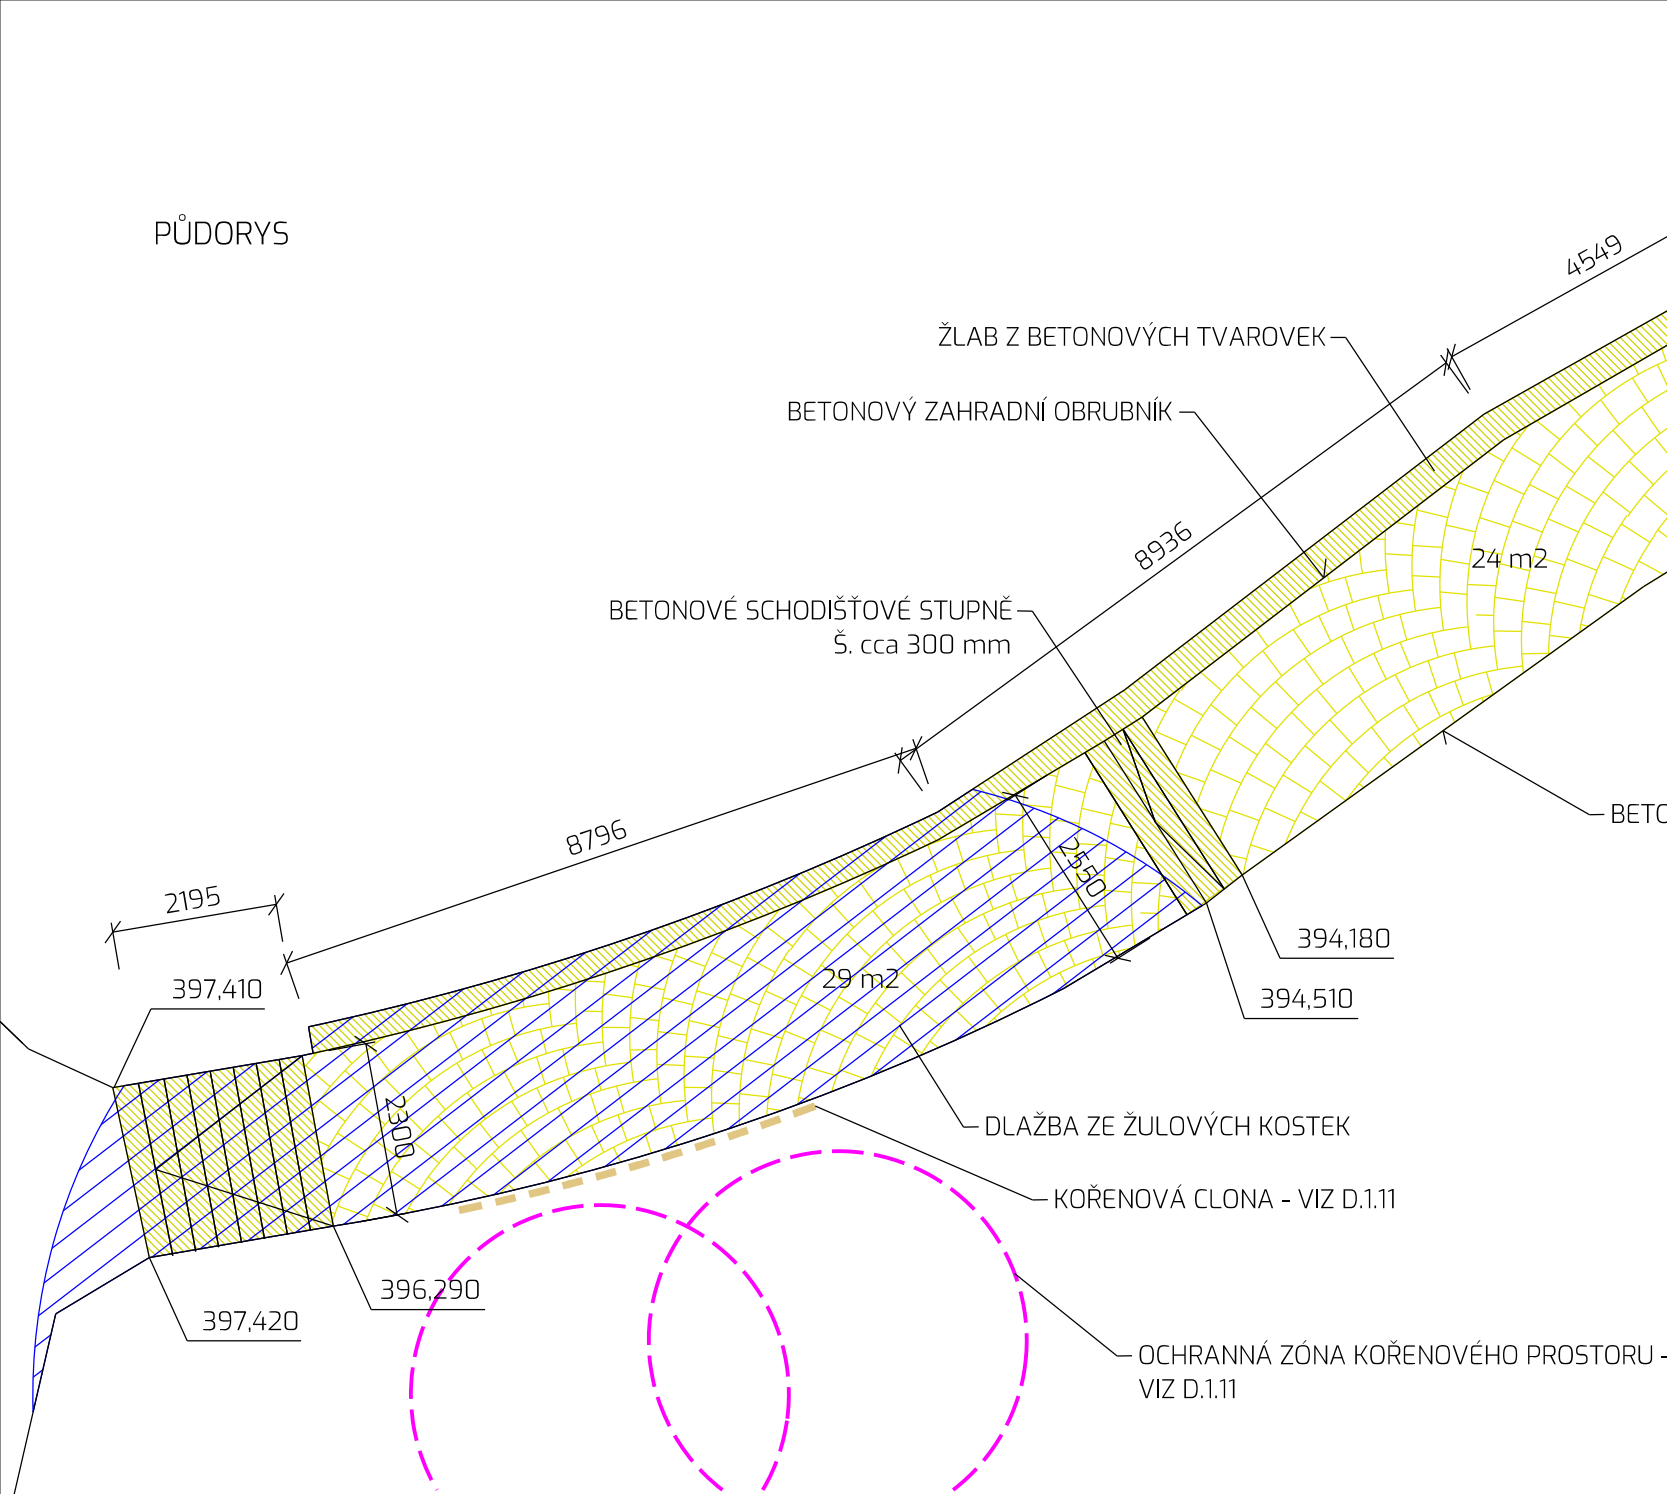 PŮDORYS
4549
ŽLAB Z BETONOVÝCH TVAROVEK
BETONOVÝ ZAHRADNÍ OBRUBNÍK
8936
24 m2
BETONOVÉ SCHODIŠŤOVÉ STUPNĚ
Š. cca 300 mm
BETO
8796
2550
2195
394,180
397,410
29 m2
394,510
2300
DLAŽBA ZE ŽULOVÝCH KOSTEK
KOŘENOVÁ CLONA - VIZ D.1.11
396,290
397,420
OCHRANNÁ ZÓNA KOŘENOVÉHO PROSTORU -
VIZ D.1.11